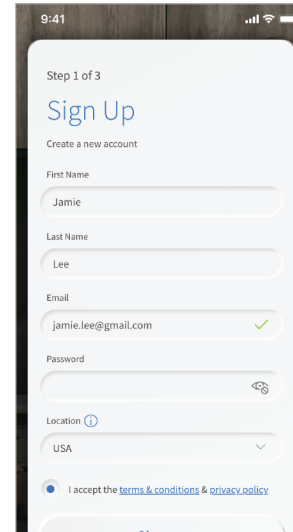 9:41
Step 1 of 3
Sign Up
Create a new account
First Name
Jamie
Last Name
Lee
Email
jamie.lee@gmail.com
Password
Location
USA
I accept the terms & conditions & privacy policy